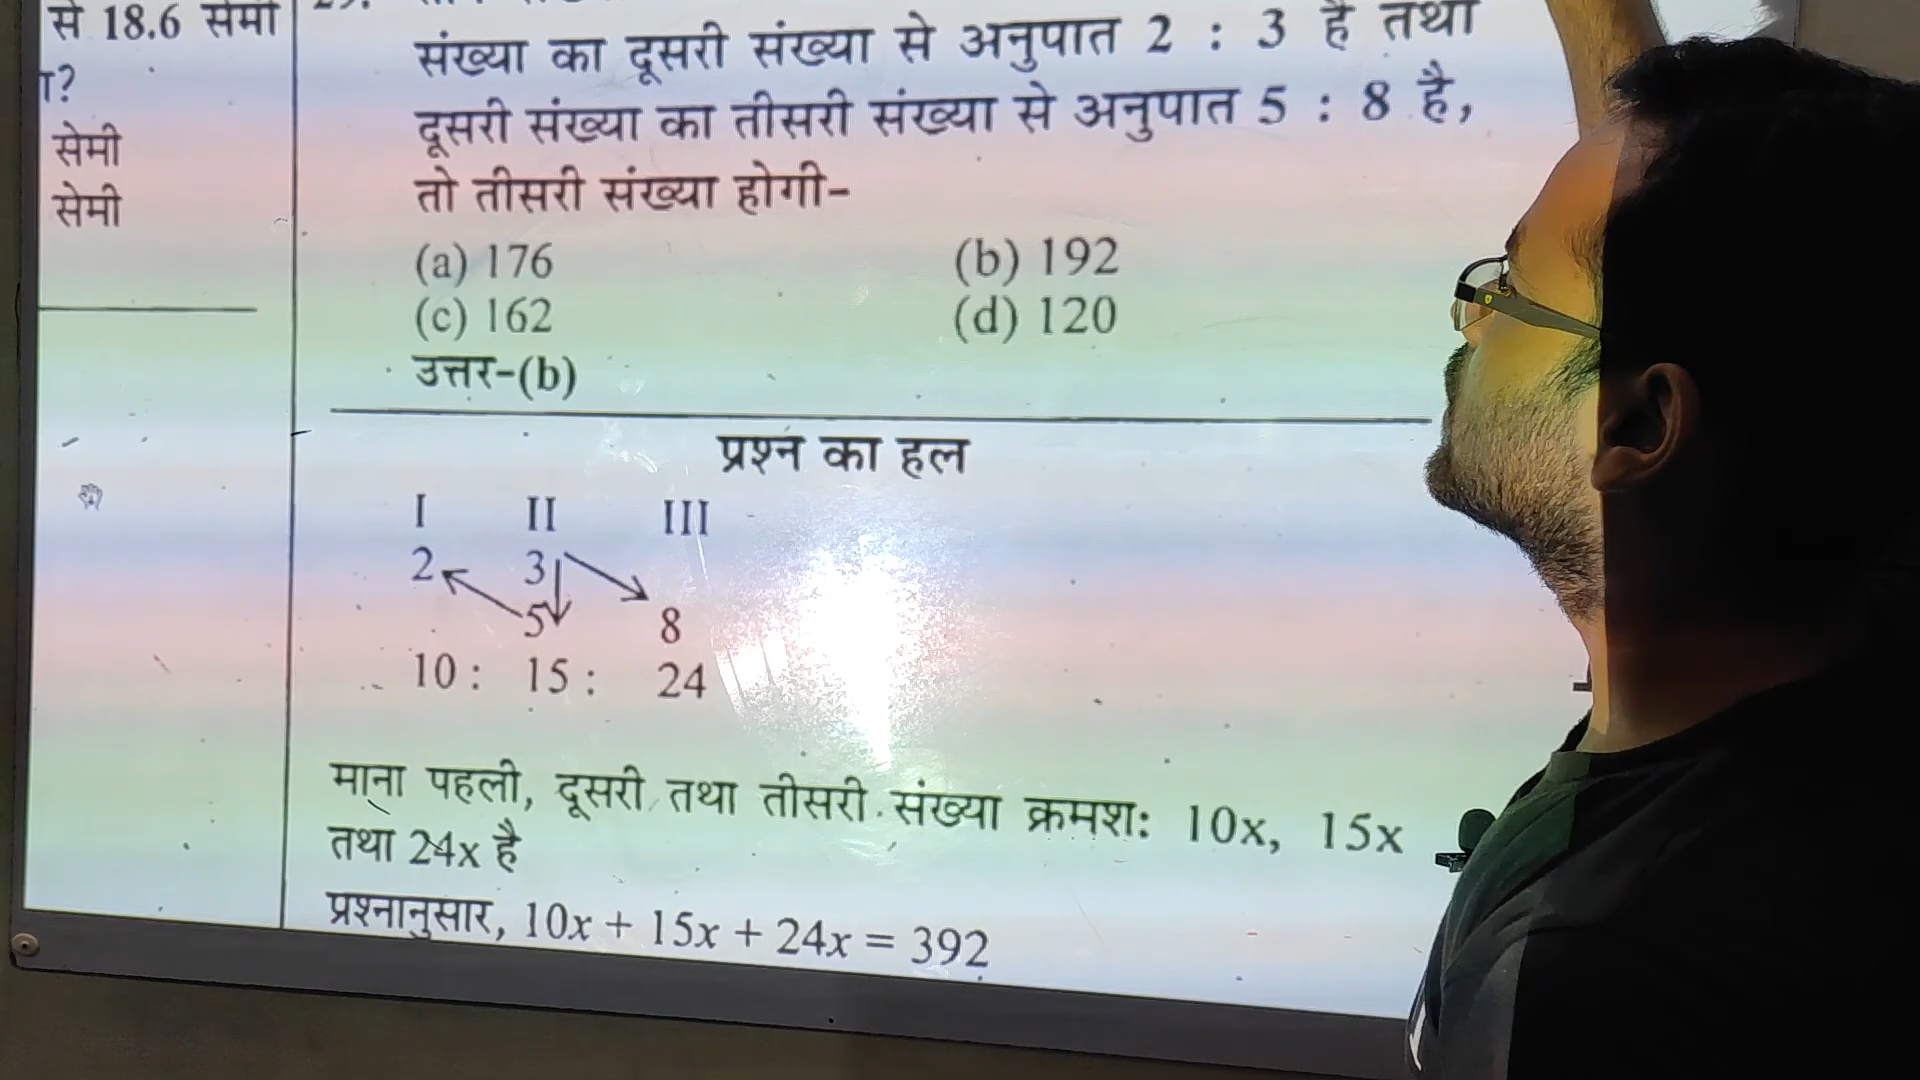 से 18.6 सेमी
?
सेमी
सेमी
संख्या का दूसरी संख्या से अनुपात 2 : 3 है तथा
दूसरी संख्या का तीसरी संख्या से अनुपात 5 : 8 है,
तो तीसरी संख्या होगी-
(a) 176 (b) 192
(c) 162 (d) 120
उत्तर-(b)
प्रश्न का हल
I II III
2 3
5 8
10 : 15 : 24
माना पहली, दूसरी तथा तीसरी संख्या क्रमश: 10x, 15x
तथा 24x है
प्रश्नानुसार, 10x + 15x + 24x = 392